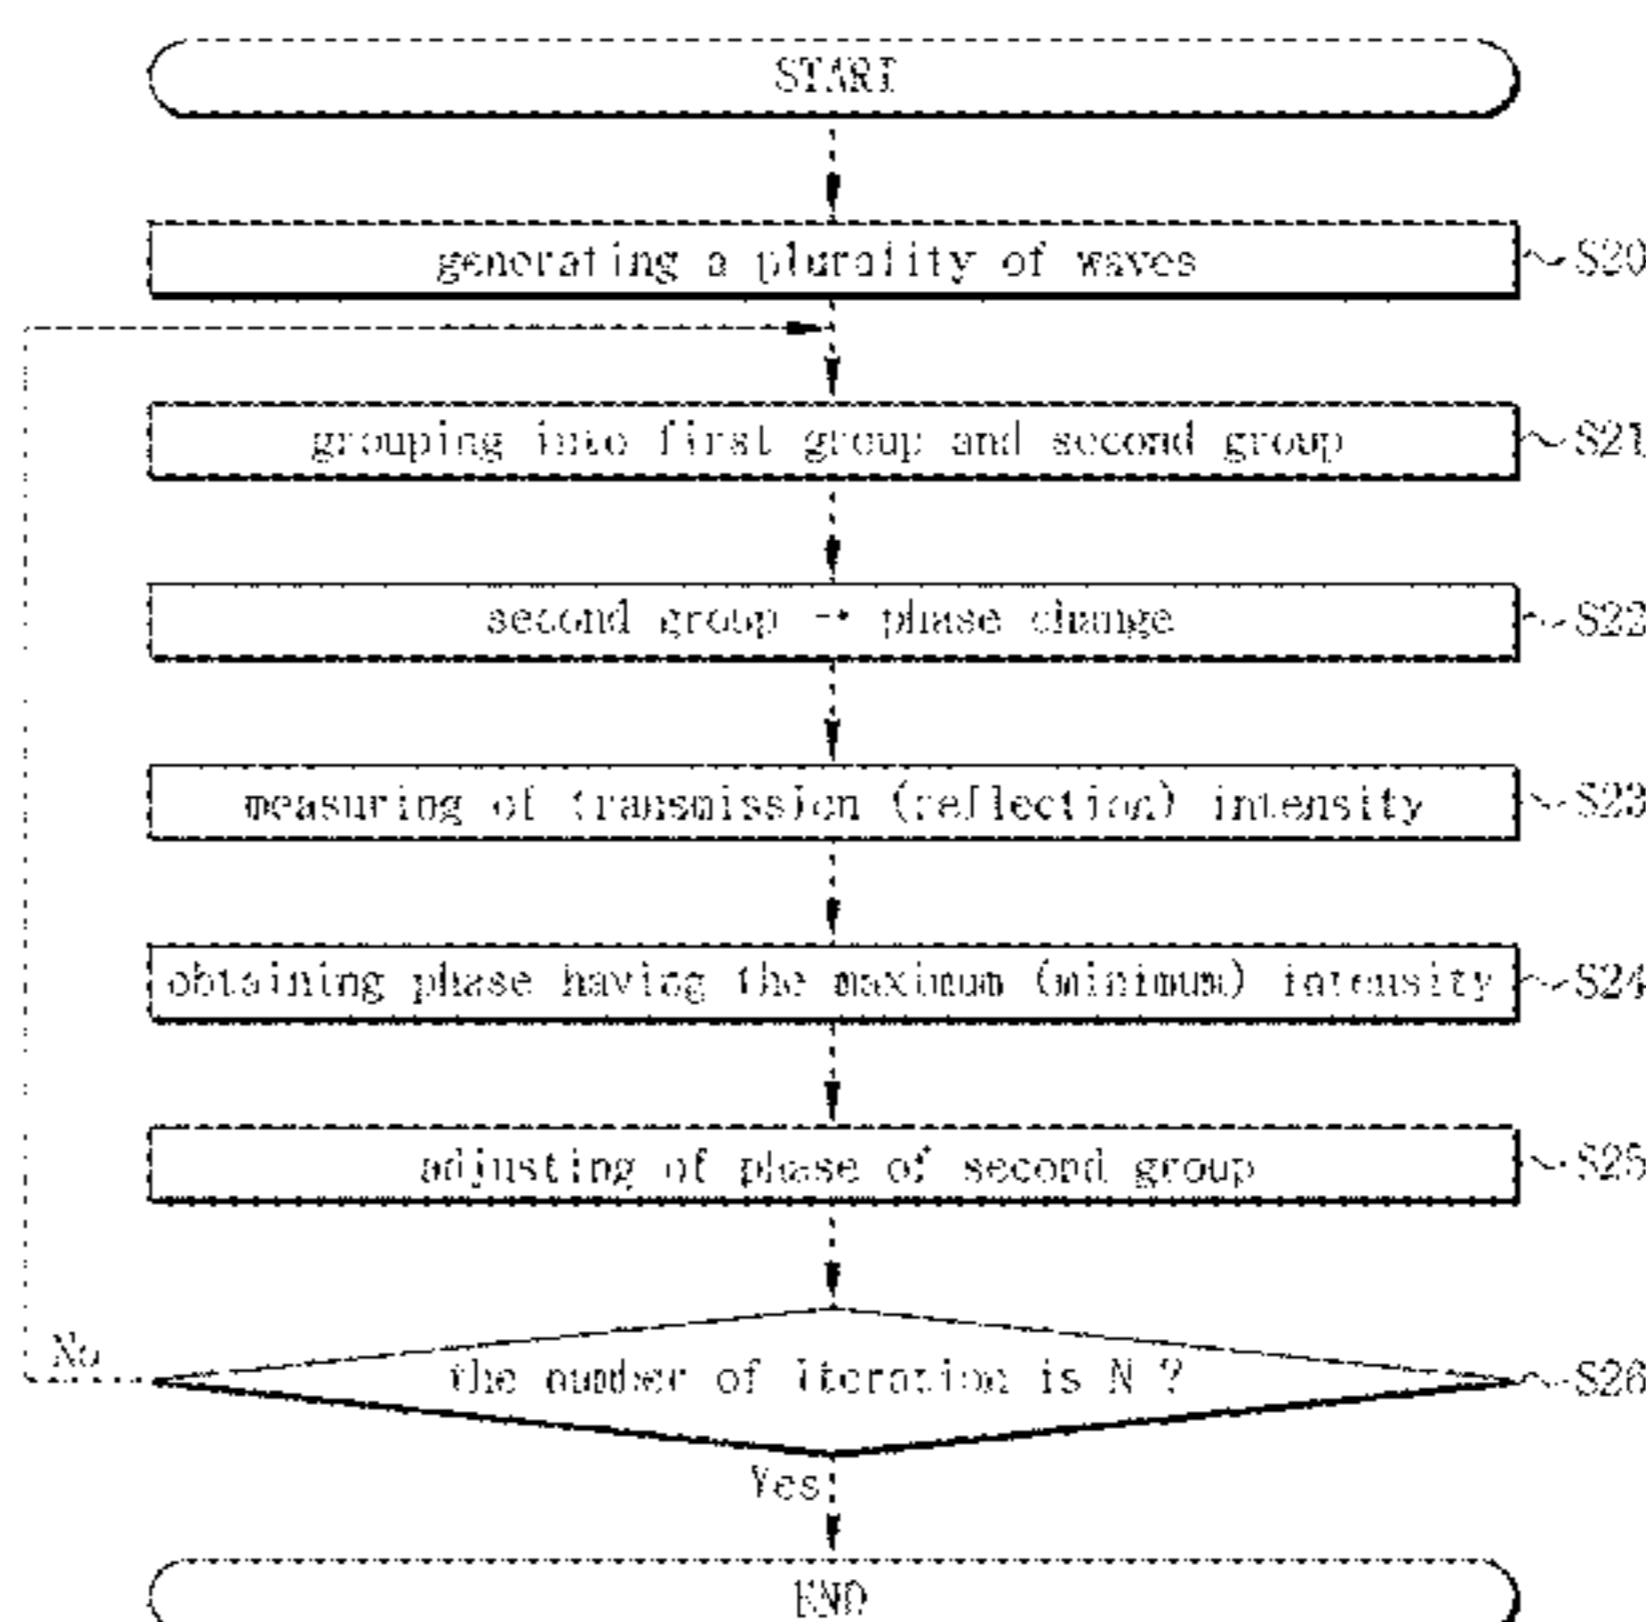 START
generating a plurality of waves
S20
grouping into first group and second group
S21
second group → phase change
S22
measuring of transmission (reflection) intensity
S23
obtaining phase having the maximum (minimum) intensity
S24
adjusting of phase of second group
S25
the number of iteration is N ?
S26
No
Yes
END